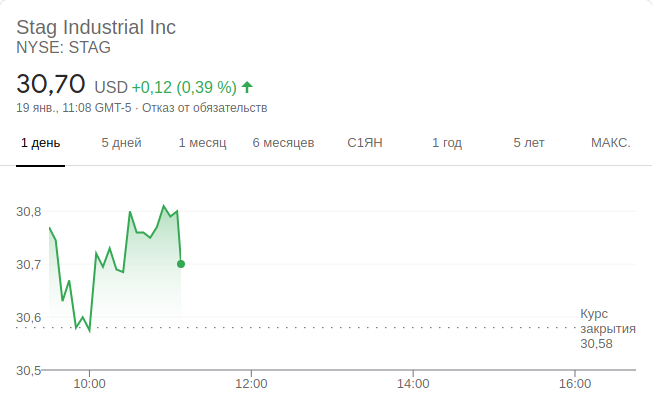 Stag Industrial Inc
NYSE: STAG
30,70 USD +0,12 (0,39 %)
19 янв., 11:08 GMT-5 · Отказ от обязательств
1 день 5 дней 1 месяц 6 месяцев С1ЯН 1 год 5 лет МАКС.
30,8
30,7
30,6
Курс
закрытия
30,58
30,5
10:00 12:00 14:00 16:00